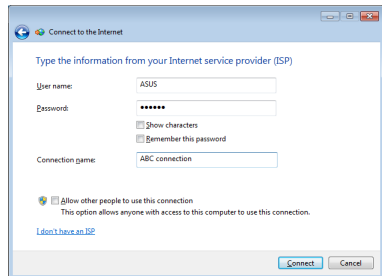 Connect to the Internet
Type the information from your Internet service provider (ISP)
User name: ASUS
Password: ••••••
Show characters
Remember this password
Connection name: ABC connection
Allow other people to use this connection
This option allows anyone with access to this computer to use this connection.
I don't have an ISP
Connect Cancel